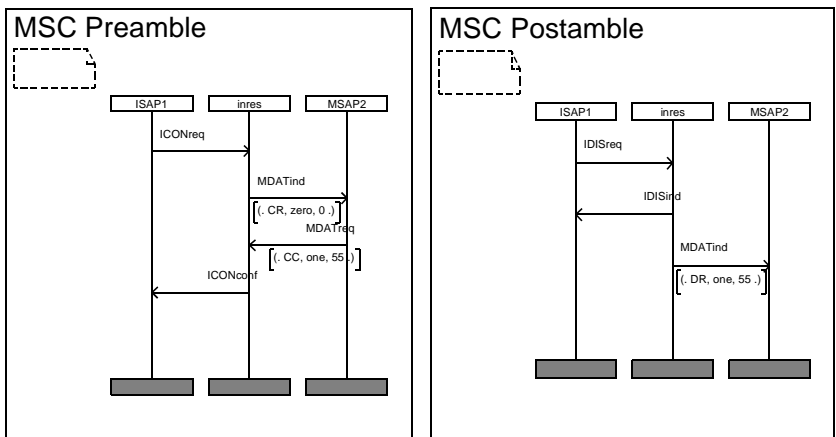 MSC Preamble
ISAP1 inres MSAP2
ICONreq
MDATind
(. CR, zero, 0 .)
MDATreq
(. CC, one, 55 .)
ICONconf
MSC Postamble
ISAP1 inres MSAP2
IDISreq
IDISind
MDATind
(. DR, one, 55 .)